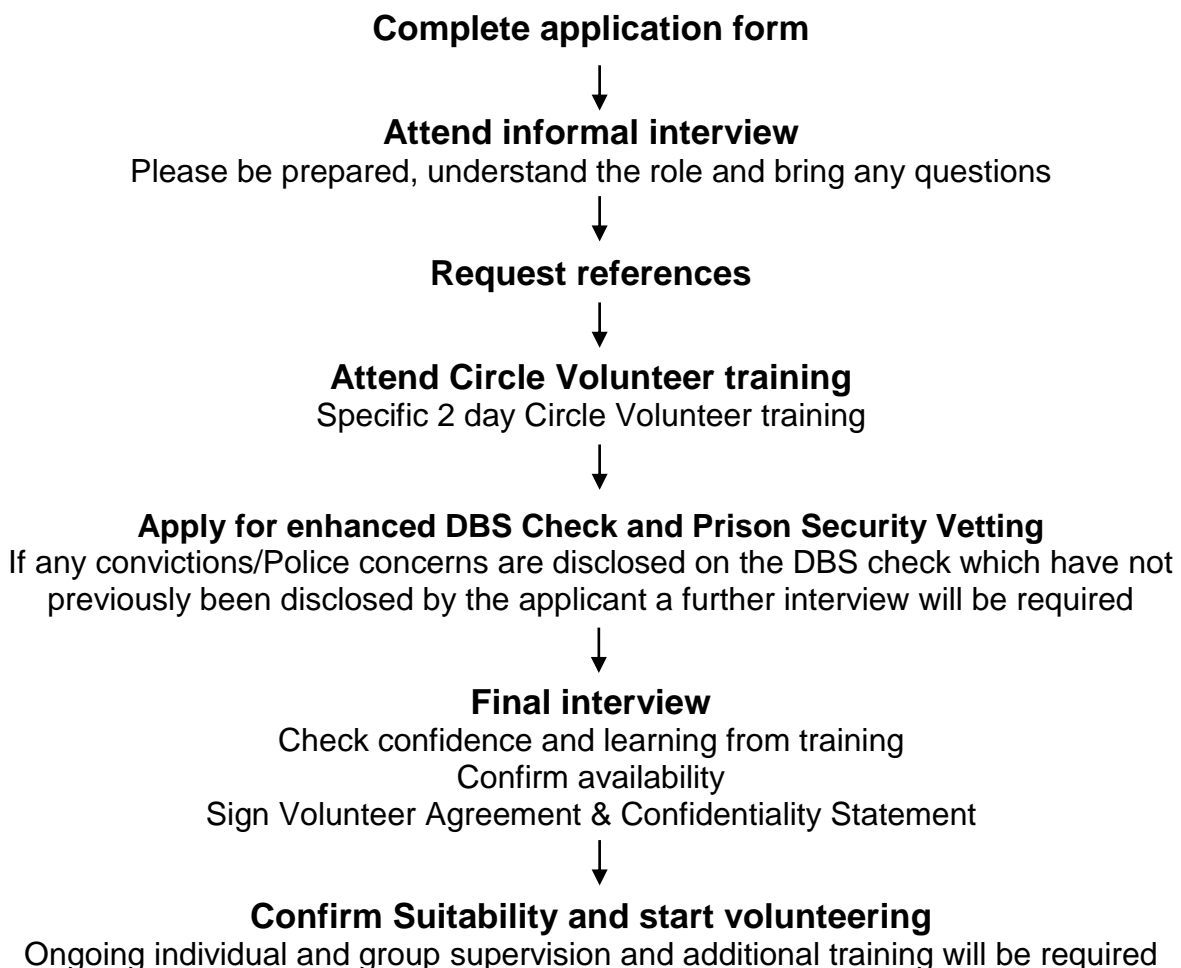 Complete application form
Attend informal interview
Please be prepared, understand the role and bring any questions
Request references
Attend Circle Volunteer training
Specific 2 day Circle Volunteer training
Apply for enhanced DBS Check and Prison Security Vetting
If any convictions/Police concerns are disclosed on the DBS check which have not
previously been disclosed by the applicant a further interview will be required
Final interview
Check confidence and learning from training
Confirm availability
Sign Volunteer Agreement & Confidentiality Statement
Confirm Suitability and start volunteering
Ongoing individual and group supervision and additional training will be required